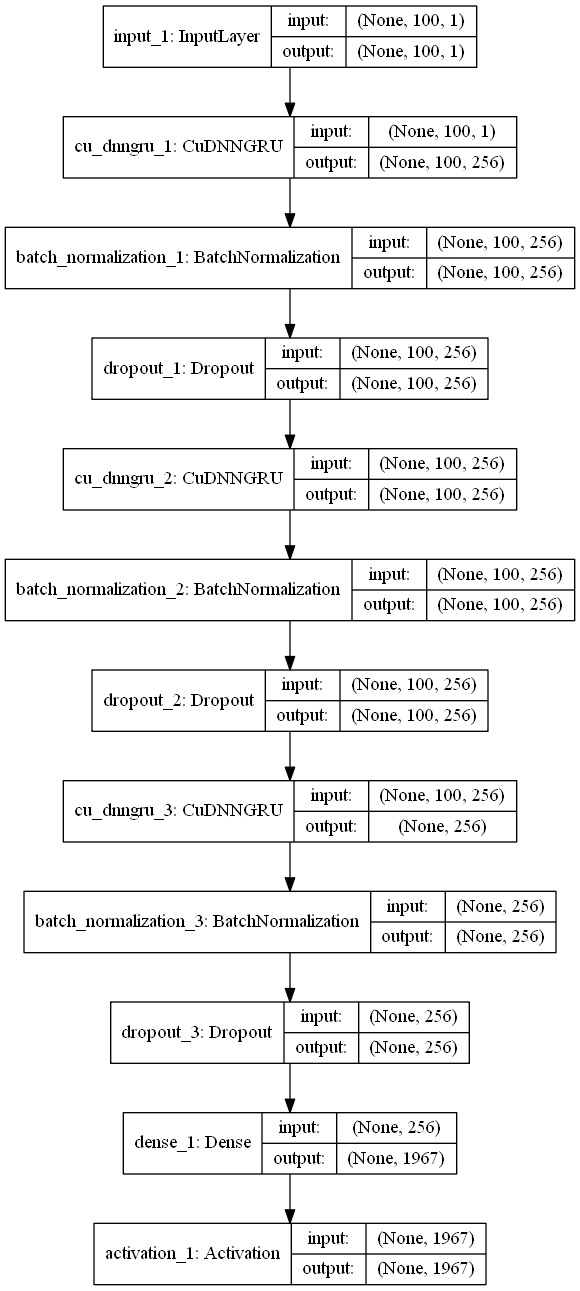 input_1: InputLayer
input: (None, 100, 1)
output: (None, 100, 1)
cu_dnngru_1: CuDNNGRU
input: (None, 100, 1)
output: (None, 100, 256)
batch_normalization_1: BatchNormalization
input: (None, 100, 256)
output: (None, 100, 256)
dropout_1: Dropout
input: (None, 100, 256)
output: (None, 100, 256)
cu_dnngru_2: CuDNNGRU
input: (None, 100, 256)
output: (None, 100, 256)
batch_normalization_2: BatchNormalization
input: (None, 100, 256)
output: (None, 100, 256)
dropout_2: Dropout
input: (None, 100, 256)
output: (None, 100, 256)
cu_dnngru_3: CuDNNGRU
input: (None, 100, 256)
output: (None, 256)
batch_normalization_3: BatchNormalization
input: (None, 256)
output: (None, 256)
dropout_3: Dropout
input: (None, 256)
output: (None, 256)
dense_1: Dense
input: (None, 256)
output: (None, 1967)
activation_1: Activation
input: (None, 1967)
output: (None, 1967)